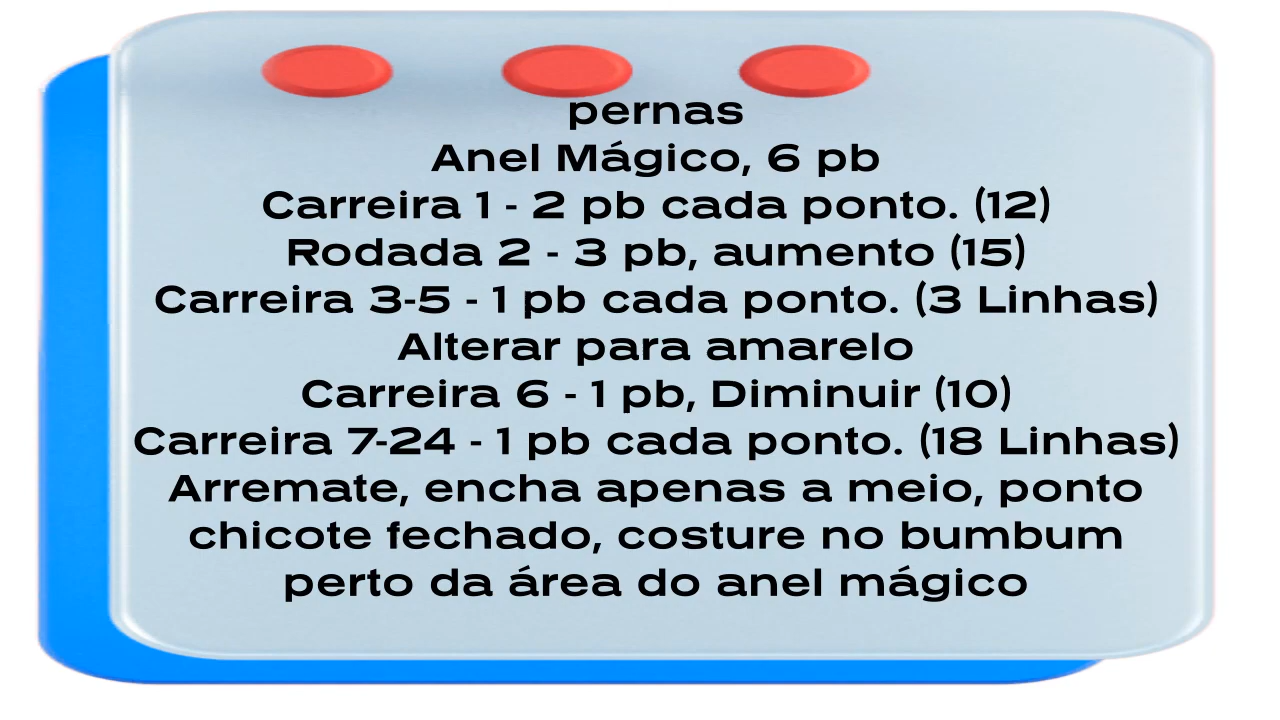 pernas
Anel Mágico, 6 pb
Carreira 1 - 2 pb cada ponto. (12)
Rodada 2 - 3 pb, aumento (15)
Carreira 3-5 - 1 pb cada ponto. (3 Linhas)
Alterar para amarelo
Carreira 6 - 1 pb, Diminuir (10)
Carreira 7-24 - 1 pb cada ponto. (18 Linhas)
Arremate, encha apenas a meio, ponto
chicote fechado, costure no bumbum
perto da área do anel mágico